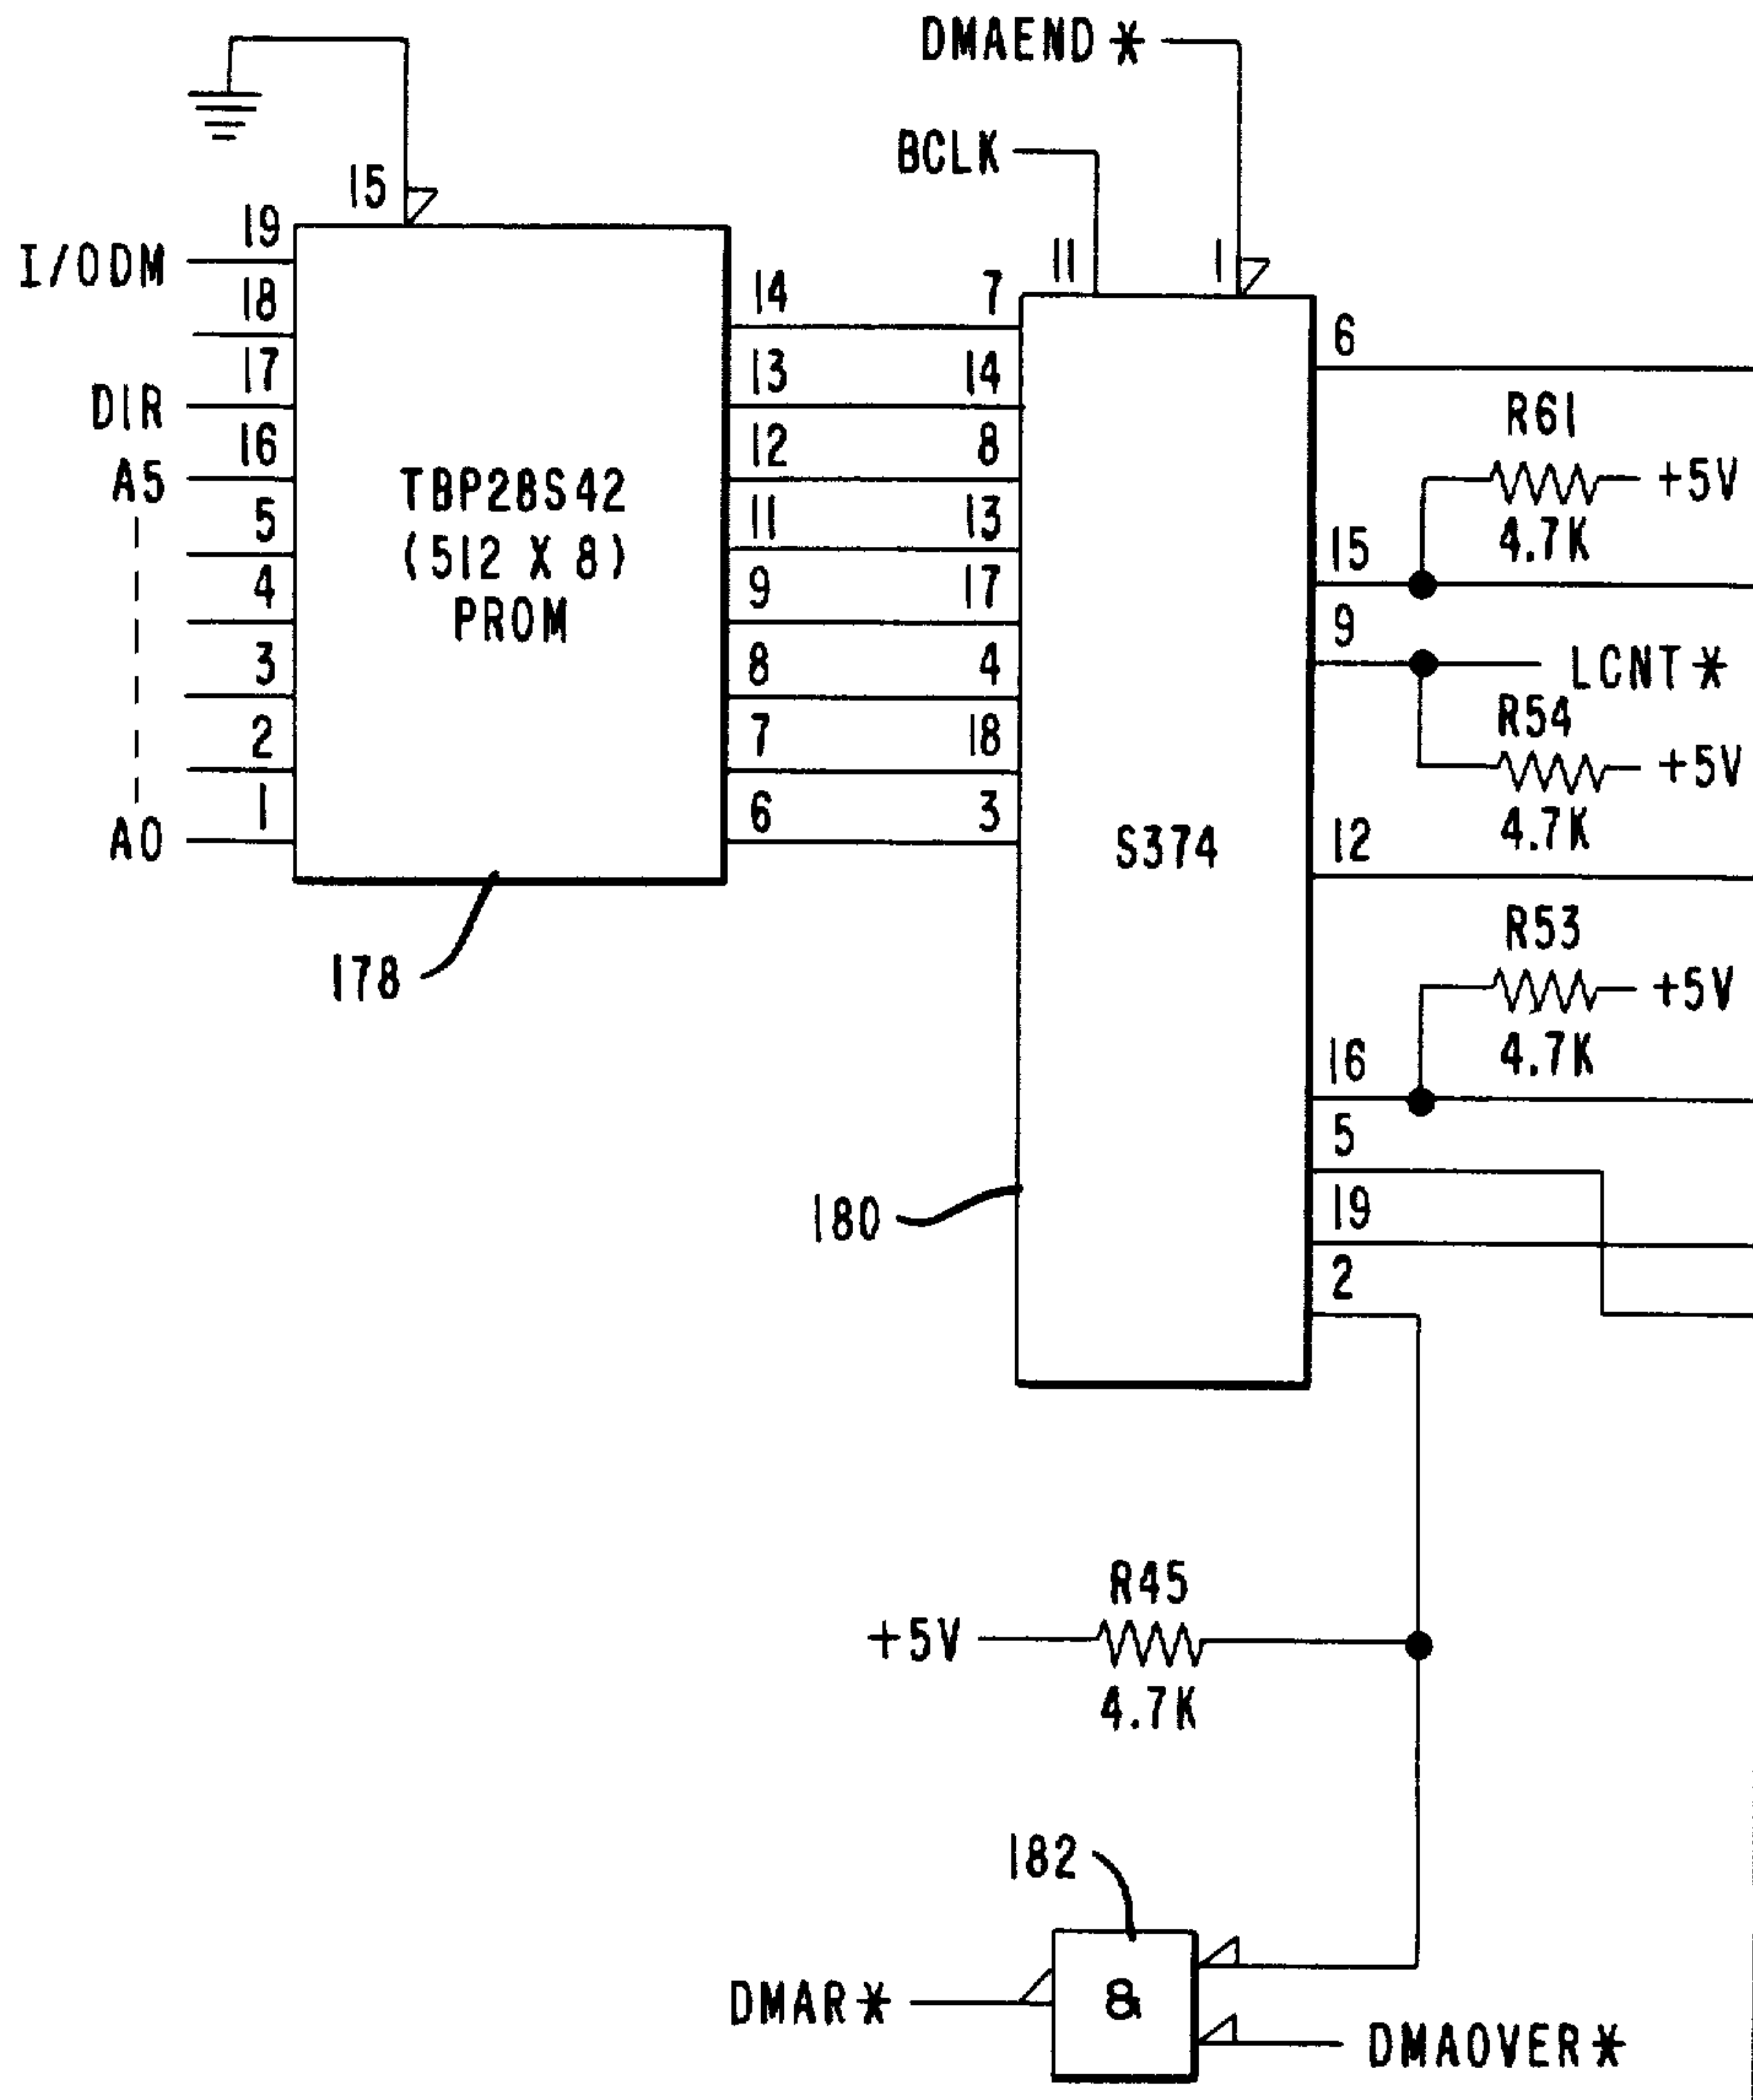 DMAEND*
BCLK
15
19
I/ODM
18
17
DIR
16
A5
5
4
3
2
1
A0
TBP28S42
(512 X 8)
PROM
14
13
12
11
9
8
7
6
178
11
1
7
14
8
13
17
4
18
3
S374
180
6
R61
+5V
4.7K
15
9
LCNT*
R54
+5V
4.7K
12
R53
+5V
4.7K
16
5
19
2
R45
+5V
4.7K
182
DMAR*
&
DMAOVER*